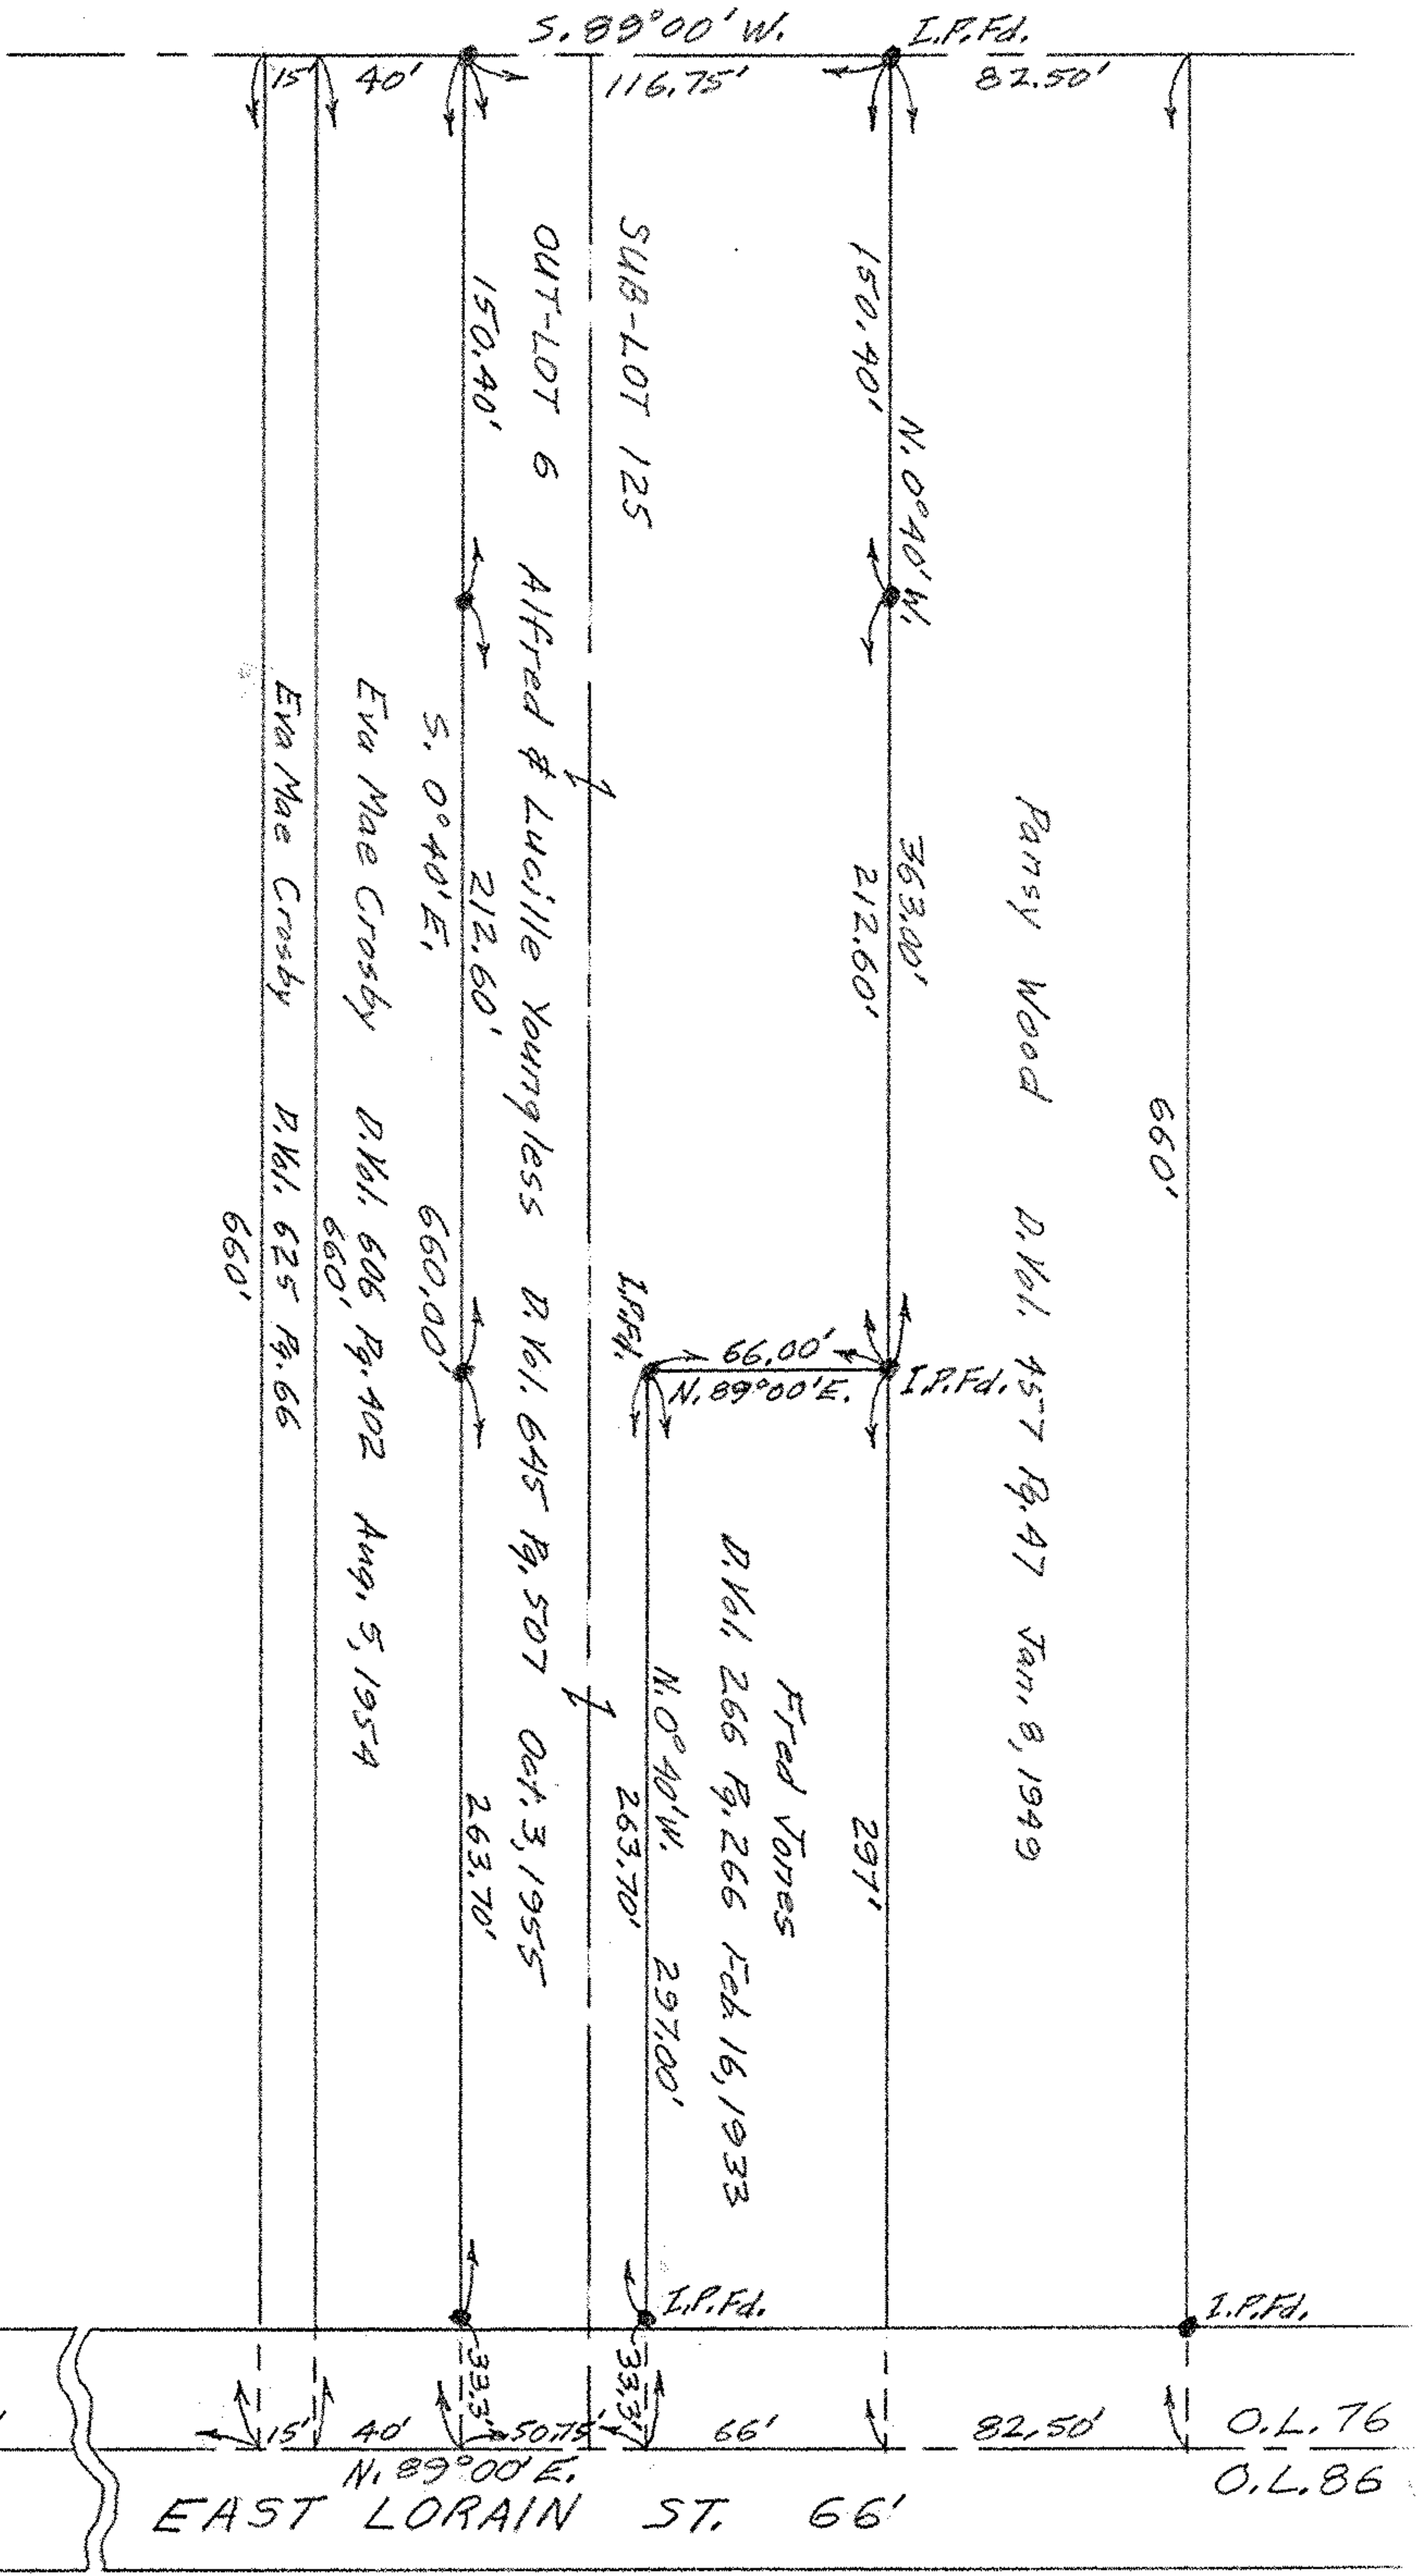 S. 89°00' W.
I.P.Fd.
15'
40'
116.75'
82.50'
SUB-LOT 125
OUT-LOT 6
150.40'
150.40'
N. 0°40' W.
363.00'
212.60'
Pansy Wood D.Vol. 457 Pg. 47 Jan. 8, 1949
660'
Alfred & Lucille Youngless D.Vol. 645 Pg. 507 Oct. 3, 1955
212.60'
S. 0°40' E.
660.00'
Eva Mae Crosby D.Vol. 606 Pg. 402 Aug. 5, 1954
660'
Eva Mae Crosby D.Vol. 625 Pg. 66
660'
I.P.Fd.
66.00'
N. 89°00' E.
I.P.Fd.
Fred Jones
D.Vol. 266 Pg. 266 Feb. 16, 1933
297'
N. 0°40' W. 297.00'
263.70'
263.70'
I.P.Fd.
I.P.Fd.
33.3'
33.3'
15'
40'
50.75'
66'
82.50'
O.L. 76
N. 89°00' E.
O.L. 86
EAST LORAIN ST. 66'